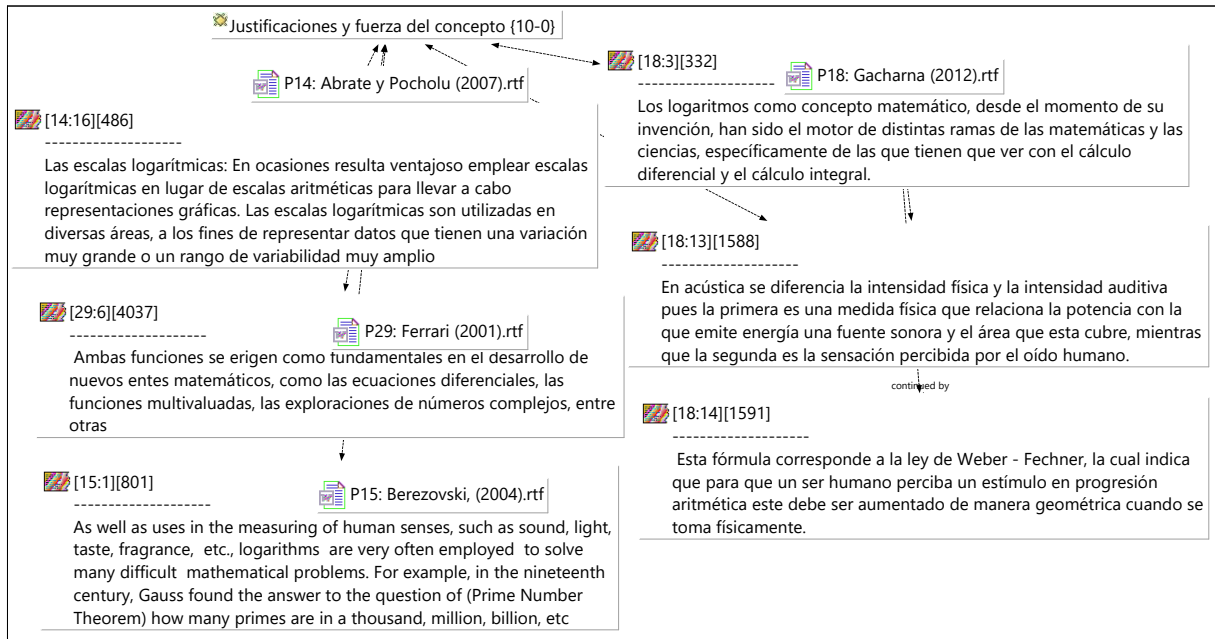 Justificaciones y fuerza del concepto {10-0}
P14: Abrate y Pocholu (2007).rtf
[14:16][486]
--------------------
Las escalas logarítmicas: En ocasiones resulta ventajoso emplear escalas
logarítmicas en lugar de escalas aritméticas para llevar a cabo
representaciones gráficas. Las escalas logarítmicas son utilizadas en
diversas áreas, a los fines de representar datos que tienen una variación
muy grande o un rango de variabilidad muy amplio
[29:6][4037]
--------------------
P29: Ferrari (2001).rtf
Ambas funciones se erigen como fundamentales en el desarrollo de
nuevos entes matemáticos, como las ecuaciones diferenciales, las
funciones multivaluadas, las exploraciones de números complejos, entre
otras
[15:1][801]
--------------------
P15: Berezovski, (2004).rtf
As well as uses in the measuring of human senses, such as sound, light,
taste, fragrance, etc., logarithms are very often employed to solve
many difficult mathematical problems. For example, in the nineteenth
century, Gauss found the answer to the question of (Prime Number
Theorem) how many primes are in a thousand, million, billion, etc
[18:3][332]
--------------------
P18: Gacharna (2012).rtf
Los logaritmos como concepto matemático, desde el momento de su
invención, han sido el motor de distintas ramas de las matemáticas y las
ciencias, específicamente de las que tienen que ver con el cálculo
diferencial y el cálculo integral.
[18:13][1588]
--------------------
En acústica se diferencia la intensidad física y la intensidad auditiva
pues la primera es una medida física que relaciona la potencia con la
que emite energía una fuente sonora y el área que esta cubre, mientras
que la segunda es la sensación percibida por el oído humano.
continued by
[18:14][1591]
--------------------
Esta fórmula corresponde a la ley de Weber - Fechner, la cual indica
que para que un ser humano perciba un estímulo en progresión
aritmética este debe ser aumentado de manera geométrica cuando se
toma físicamente.